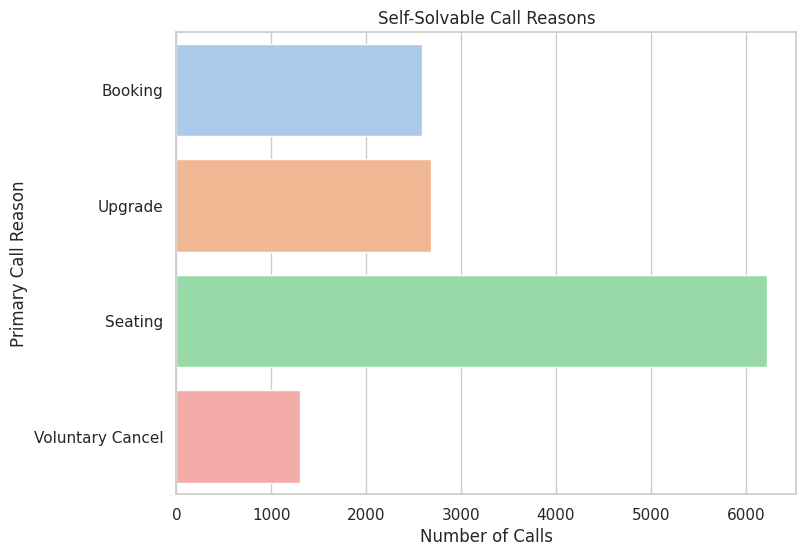 Self-Solvable Call Reasons
Primary Call Reason
Booking
Upgrade
Seating
Voluntary Cancel
0 1000 2000 3000 4000 5000 6000
Number of Calls